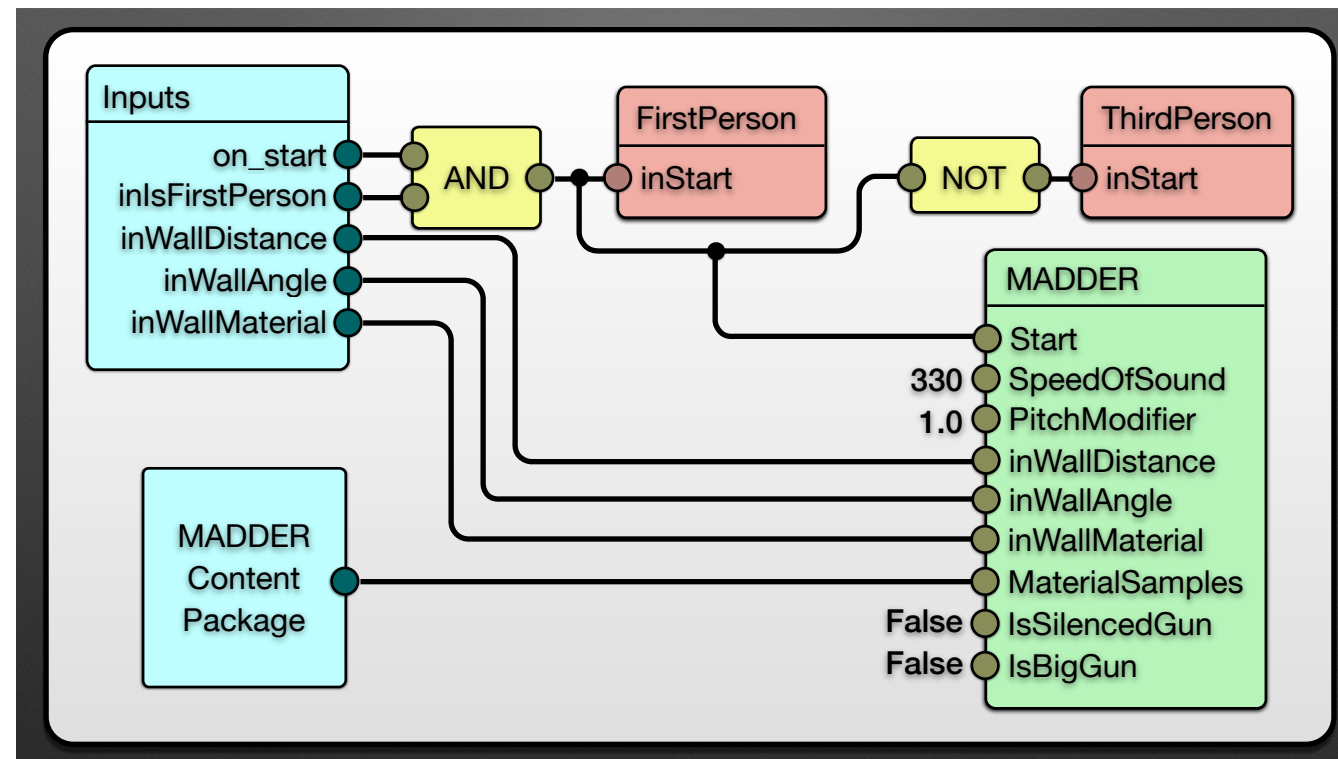 Inputs
on_start
inIsFirstPerson
inWallDistance
inWallAngle
inWallMaterial
AND
FirstPerson
inStart
NOT
ThirdPerson
inStart
MADDER
Start
330 SpeedOfSound
1.0 PitchModifier
inWallDistance
inWallAngle
inWallMaterial
MaterialSamples
False IsSilencedGun
False IsBigGun
MADDER
Content
Package